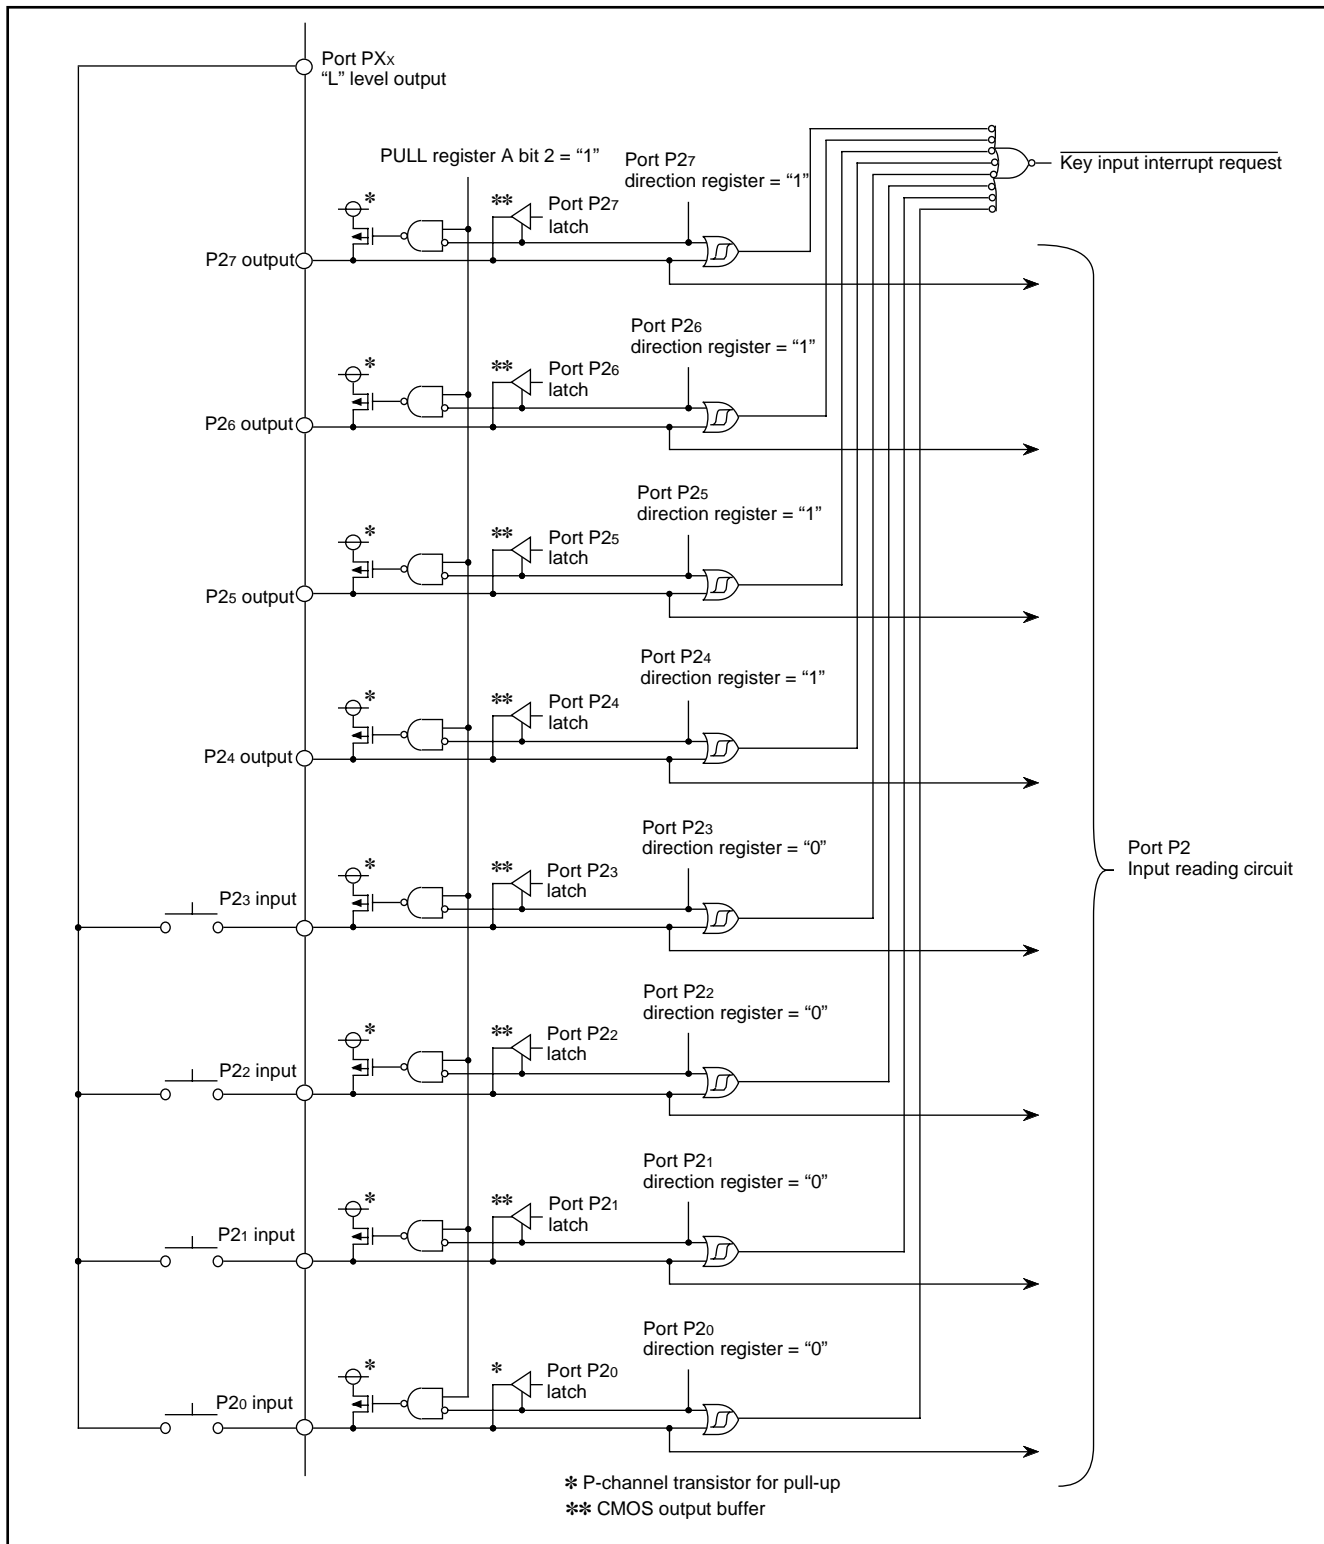 Port PXx
“L” level output
PULL register A bit 2 = “1”
Port P27
direction register = “1”
Key input interrupt request
*
**
Port P27
latch
P27 output
Port P26
direction register = “1”
*
**
Port P26
latch
P26 output
Port P25
direction register = “1”
*
**
Port P25
latch
P25 output
Port P24
direction register = “1”
*
**
Port P24
latch
P24 output
Port P23
direction register = “0”
*
**
Port P23
latch
P23 input
Port P2
Input reading circuit
Port P22
direction register = “0”
*
**
Port P22
latch
P22 input
Port P21
direction register = “0”
*
**
Port P21
latch
P21 input
Port P20
direction register = “0”
*
*
Port P20
latch
P20 input
* P-channel transistor for pull-up
** CMOS output buffer